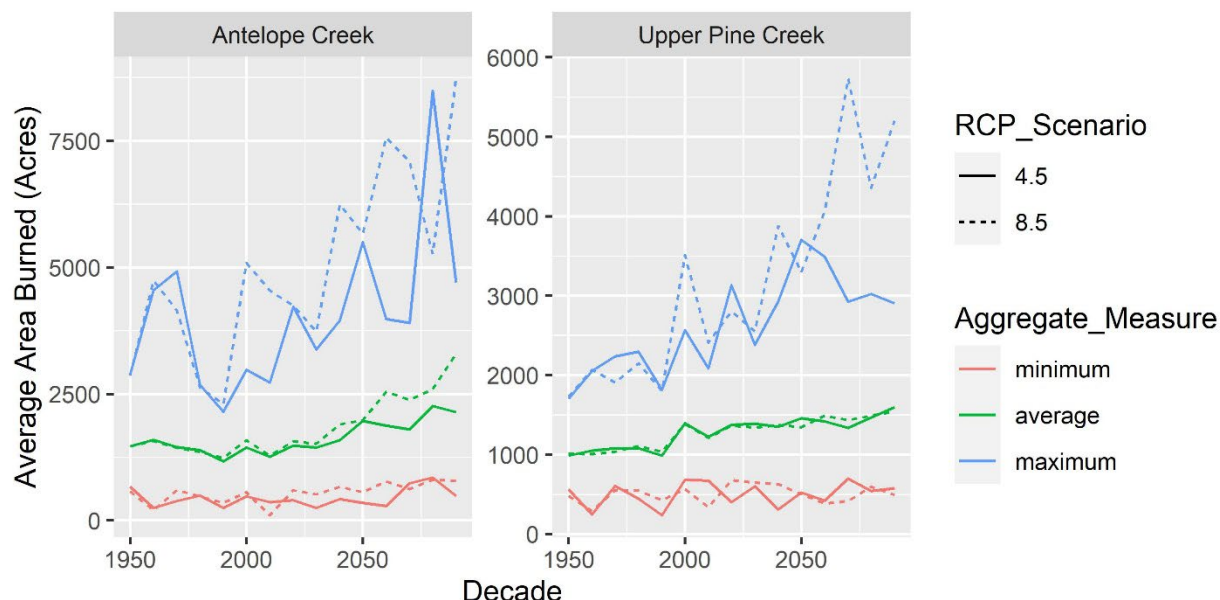 Antelope Creek
Upper Pine Creek
Average Area Burned (Acres)
7500
5000
2500
0
6000
5000
4000
3000
2000
1000
0
1950 2000 2050
1950 2000 2050
Decade
RCP_Scenario
4.5
8.5
Aggregate_Measure
minimum
average
maximum